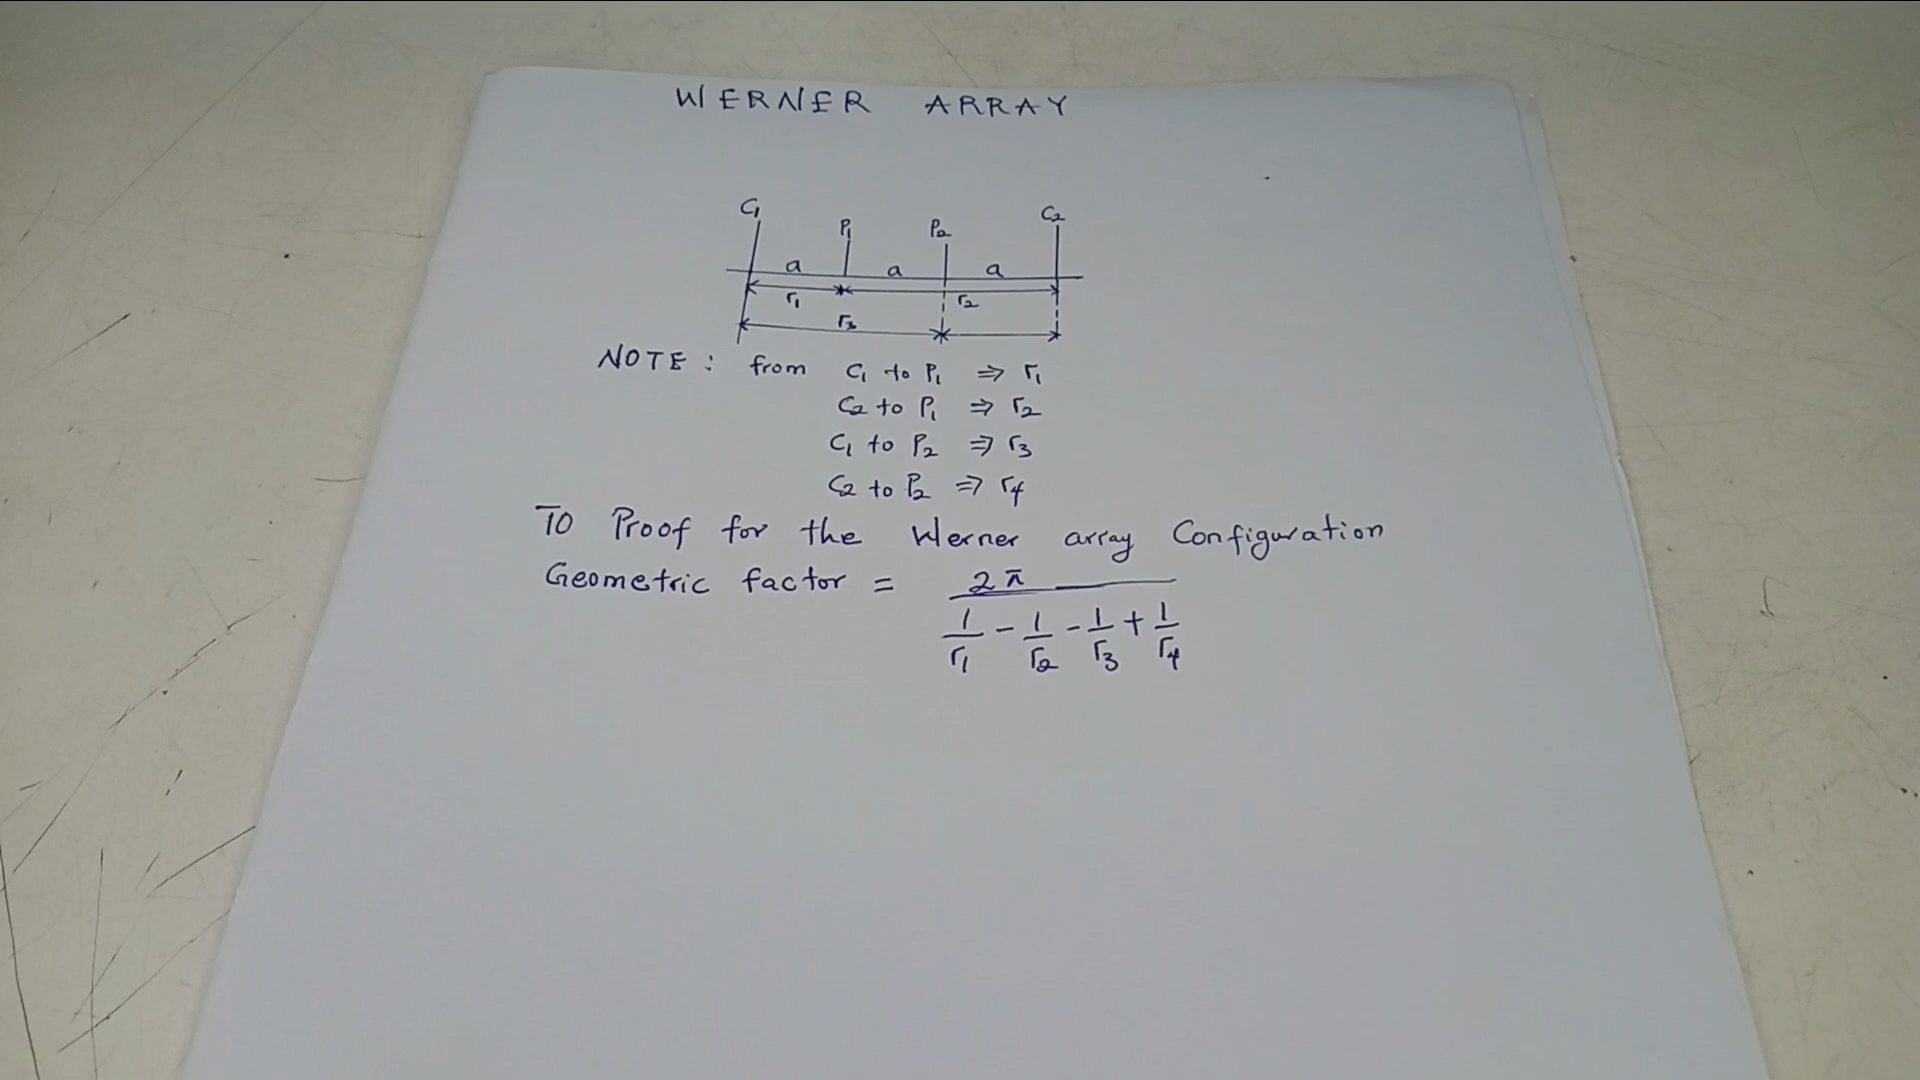 WERNER ARRAY
C₁ P₁ P₂ C₂
a a a
r₁ r₂
r₃
NOTE: from C₁ to P₁ ⇒ r₁
C₂ to P₁ ⇒ r₂
C₁ to P₂ ⇒ r₃
C₂ to P₂ ⇒ r₄
To Proof for the Werner array Configuration
Geometric factor = 2π / (1/r₁ - 1/r₂ - 1/r₃ + 1/r₄)